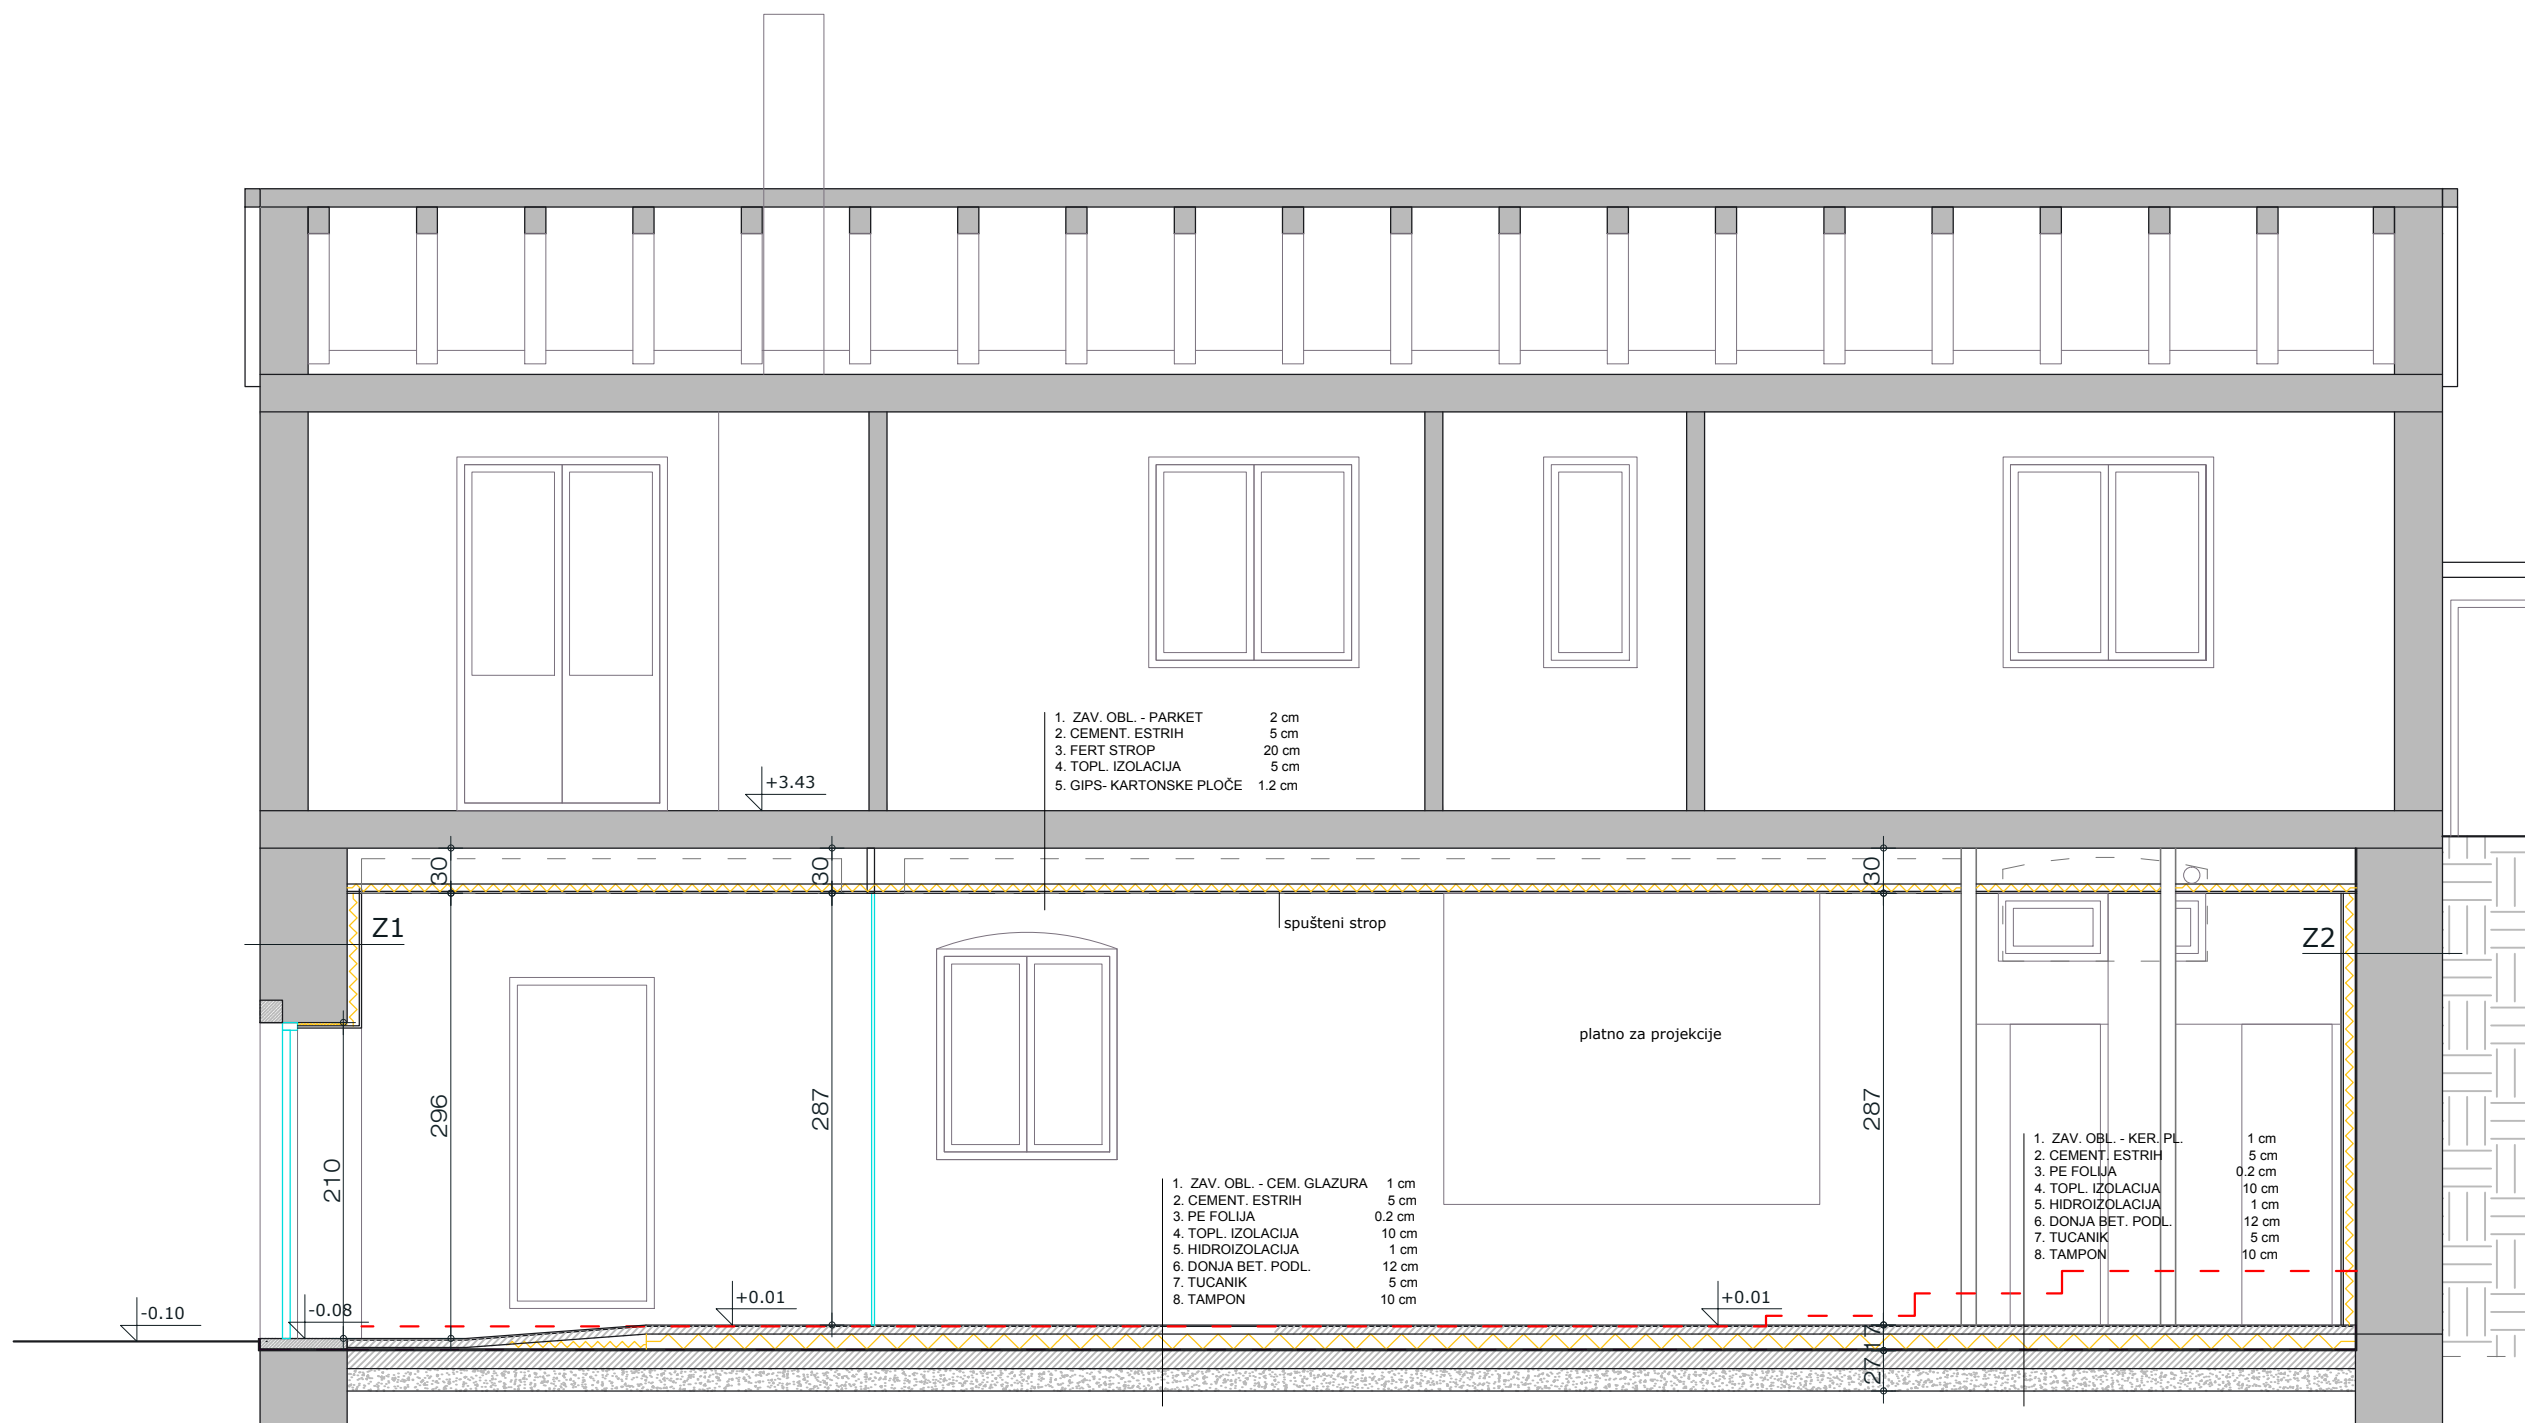 1. ZAV. OBL. - PARKET 2 cm
2. CEMENT. ESTRIH 5 cm
3. FERT STROP 20 cm
4. TOPL. IZOLACIJA 5 cm
5. GIPS- KARTONSKE PLOČE 1.2 cm
+3.43
30
30
30
Z1
spušteni strop
Z2
platno za projekcije
296
287
287
210
1. ZAV. OBL. - KER. PL. 1 cm
2. CEMENT. ESTRIH 5 cm
3. PE FOLIJA 0.2 cm
4. TOPL. IZOLACIJA 10 cm
5. HIDROIZOLACIJA 1 cm
6. DONJA BET. PODL. 12 cm
7. TUCANIK 5 cm
8. TAMPON 10 cm
1. ZAV. OBL. - CEM. GLAZURA 1 cm
2. CEMENT. ESTRIH 5 cm
3. PE FOLIJA 0.2 cm
4. TOPL. IZOLACIJA 10 cm
5. HIDROIZOLACIJA 1 cm
6. DONJA BET. PODL. 12 cm
7. TUCANIK 5 cm
8. TAMPON 10 cm
-0.10
-0.08
+0.01
+0.01
17
27